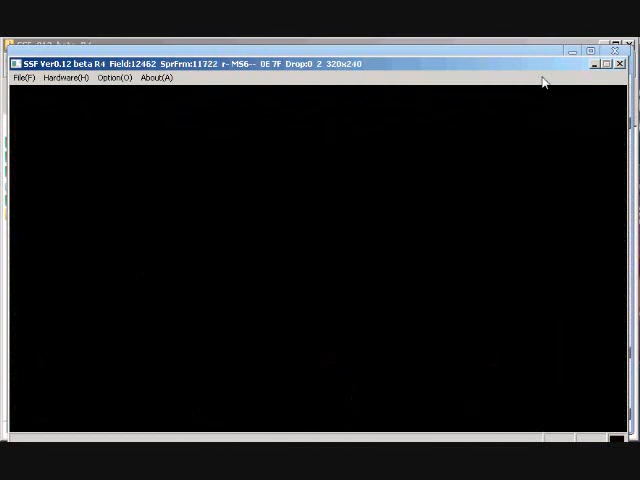 SSF Ver0.12 beta R4 Field:12462 SprFrm:11722 r- MS6-- 0E 7F Drop:0 2 320x240
File(F) Hardware(H) Option(O) About(A)